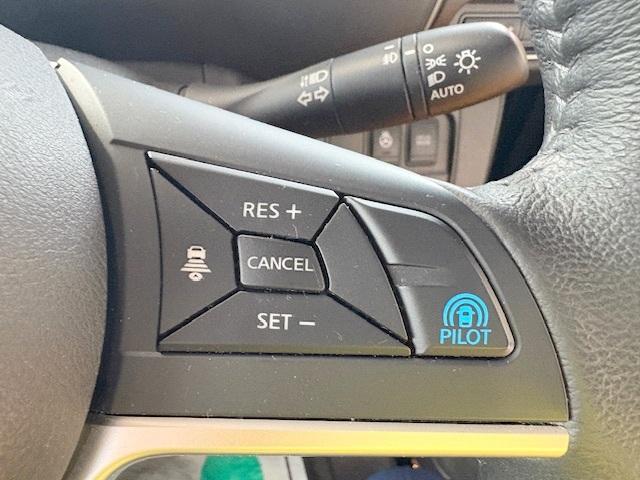 AUTO
RES +
CANCEL
SET −
PILOT